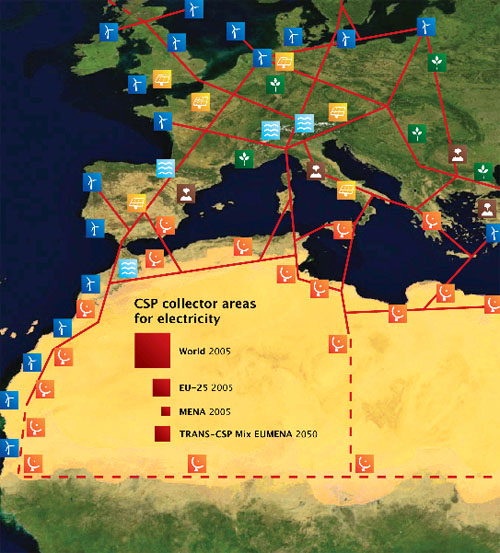 CSP collector areas
for electricity
World 2005
EU-25 2005
MENA 2005
TRANS-CSP Mix EUMENA 2050